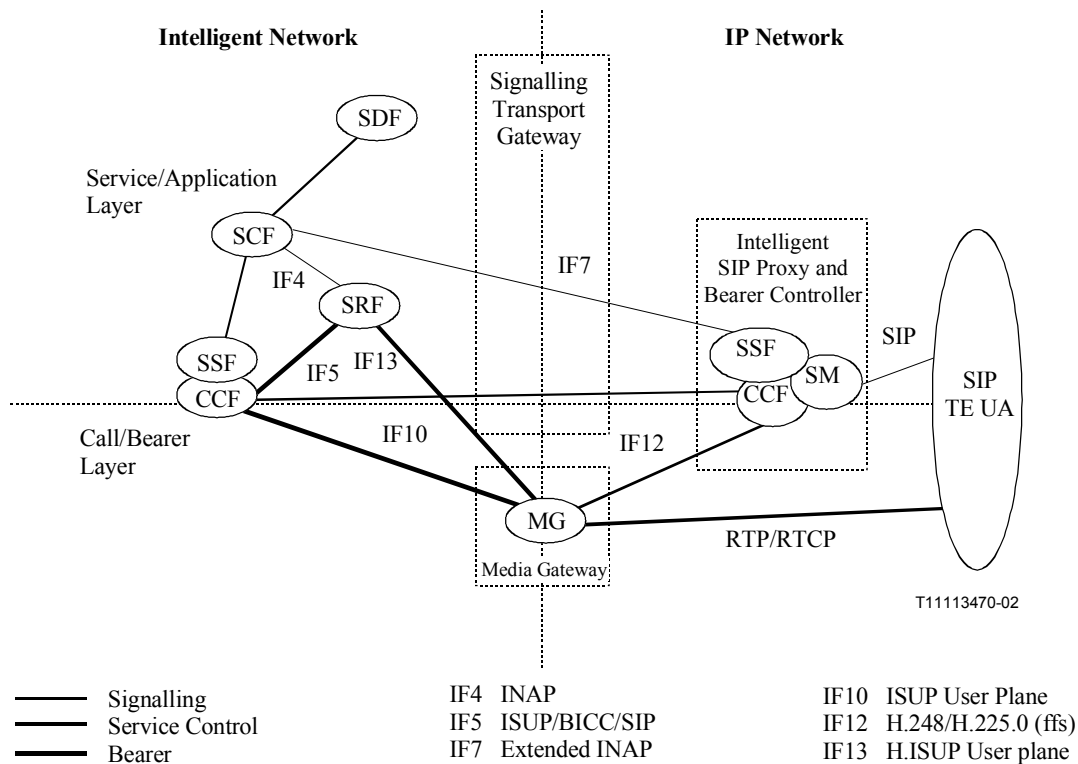 Intelligent Network
IP Network
Signalling
Transport
Gateway
SDF
Service/Application
Layer
SCF
IF4
IF7
Intelligent
SIP Proxy and
Bearer Controller
SRF
SSF
CCF
IF5
IF13
SSF
CCF
SM
SIP
SIP
TE UA
Call/Bearer
Layer
IF10
IF12
MG
Media Gateway
RTP/RTCP
T11113470-02
Signalling
Service Control
Bearer
IF4 INAP
IF5 ISUP/BICC/SIP
IF7 Extended INAP
IF10 ISUP User Plane
IF12 H.248/H.225.0 (ffs)
IF13 H.ISUP User plane